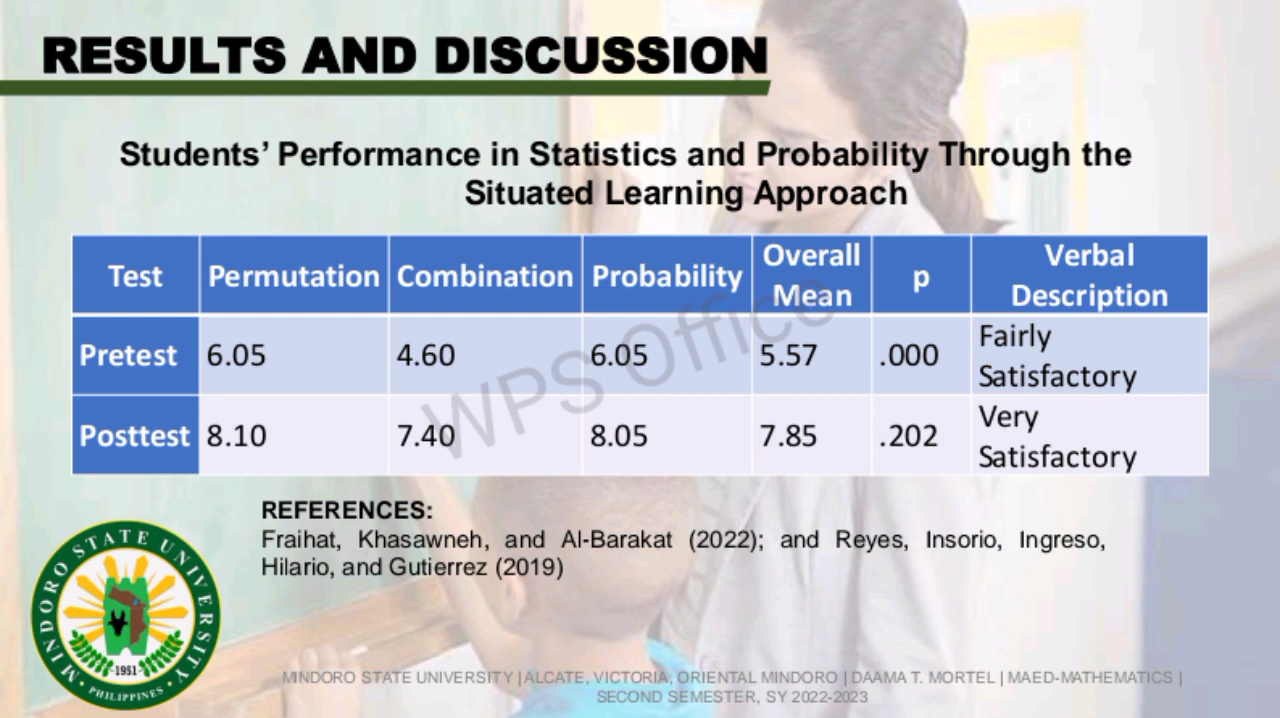 RESULTS AND DISCUSSION
Students’ Performance in Statistics and Probability Through the
Situated Learning Approach
Test Permutation Combination Probability Overall Mean p Verbal Description
Pretest 6.05 4.60 6.05 5.57 .000 Fairly Satisfactory
Posttest 8.10 7.40 8.05 7.85 .202 Very Satisfactory
WPS Office
REFERENCES:
Fraihat, Khasawneh, and Al-Barakat (2022); and Reyes, Insorio, Ingreso,
Hilario, and Gutierrez (2019)
MINDORO STATE UNIVERSITY
1951
PHILIPPINES
MINDORO STATE UNIVERSITY | ALCATE, VICTORIA, ORIENTAL MINDORO | DAAMA T. MORTEL | MAED-MATHEMATICS |
SECOND SEMESTER, SY 2022-2023